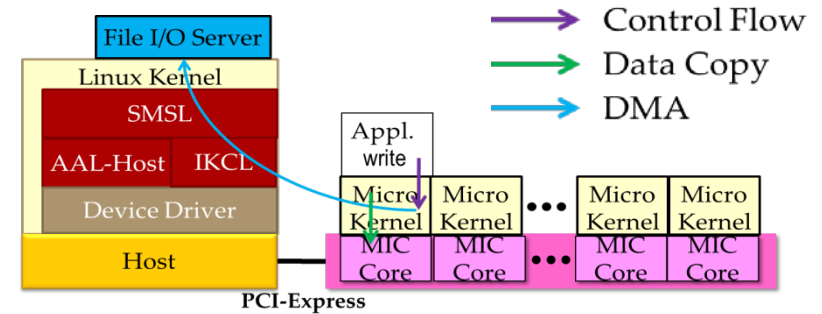 File I/O Server
Linux Kernel
SMSL
AAL-Host
IKCL
Device Driver
Host
PCI-Express
Control Flow
Data Copy
DMA
Appl.
write
Micro
Kernel
Micro
Kernel
•••
Micro
Kernel
Micro
Kernel
MIC
Core
MIC
Core
•••
MIC
Core
MIC
Core